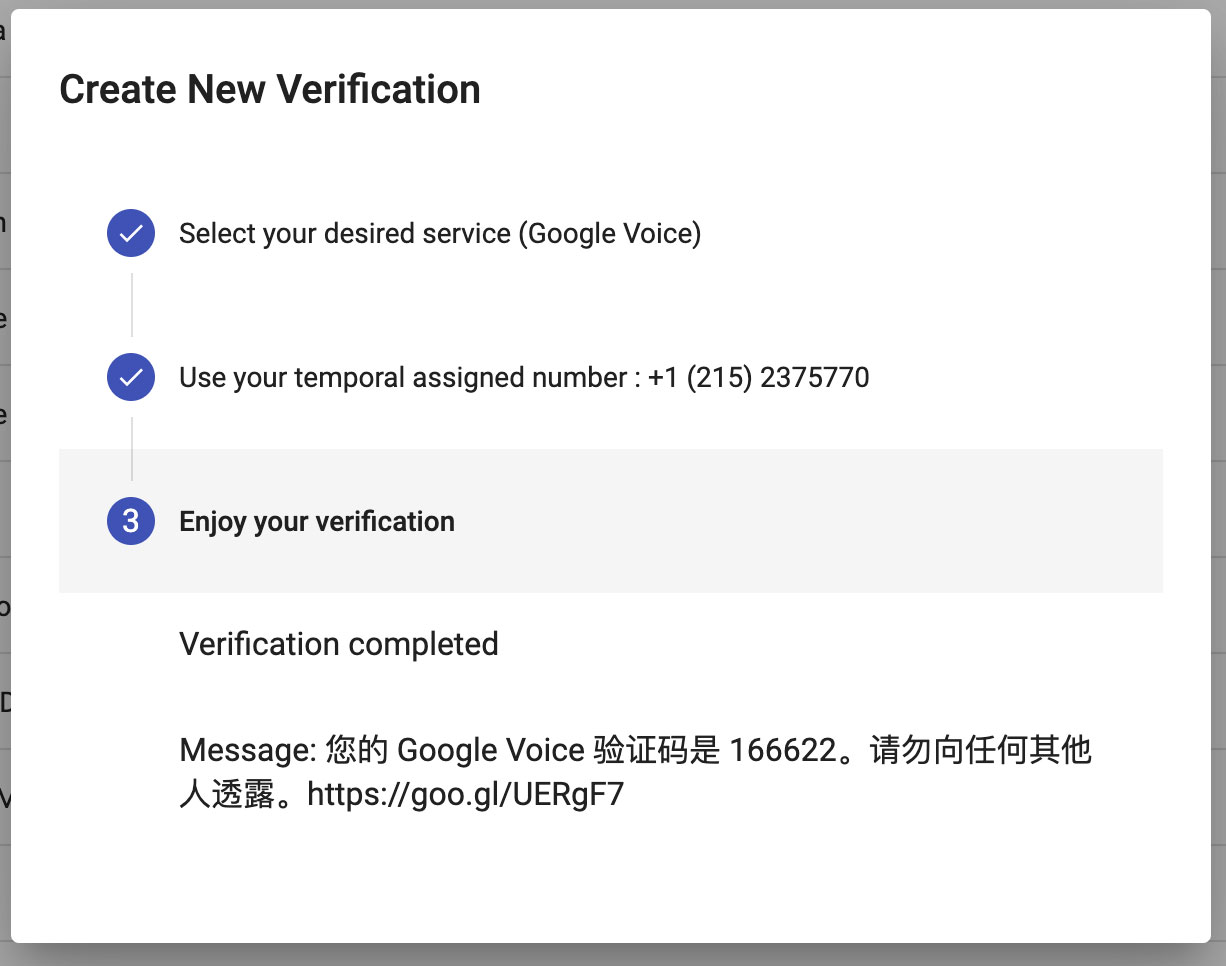 Create New Verification
Select your desired service (Google Voice)
Use your temporal assigned number : +1 (215) 2375770
3 Enjoy your verification
Verification completed
Message: 您的 Google Voice 验证码是 166622。请勿向任何其他
人透露。https://goo.gl/UERgF7